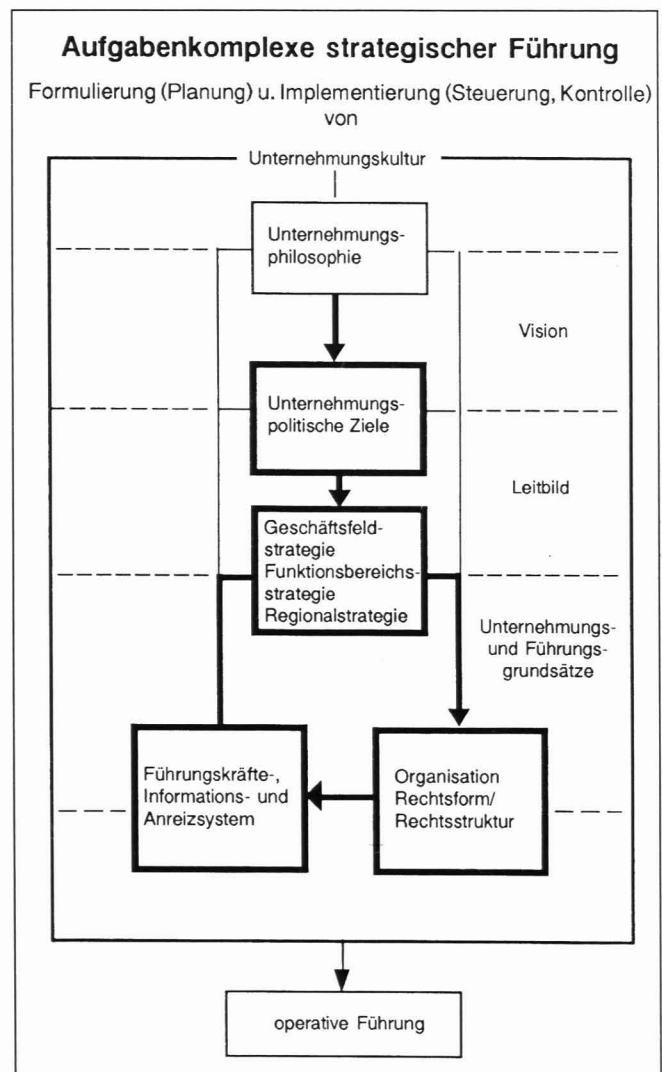 Aufgabenkomplexe strategischer Führung
Formulierung (Planung) u. Implementierung (Steuerung, Kontrolle)
von
Unternehmungskultur
Unternehmungs-
philosophie
Vision
Unternehmungs-
politische Ziele
Leitbild
Geschäftsfeld-
strategie
Funktionsbereichs-
strategie
Regionalstrategie
Unternehmungs-
und Führungs-
grundsätze
Führungskräfte-,
Informations- und
Anreizsystem
Organisation
Rechtsform/
Rechtsstruktur
operative Führung